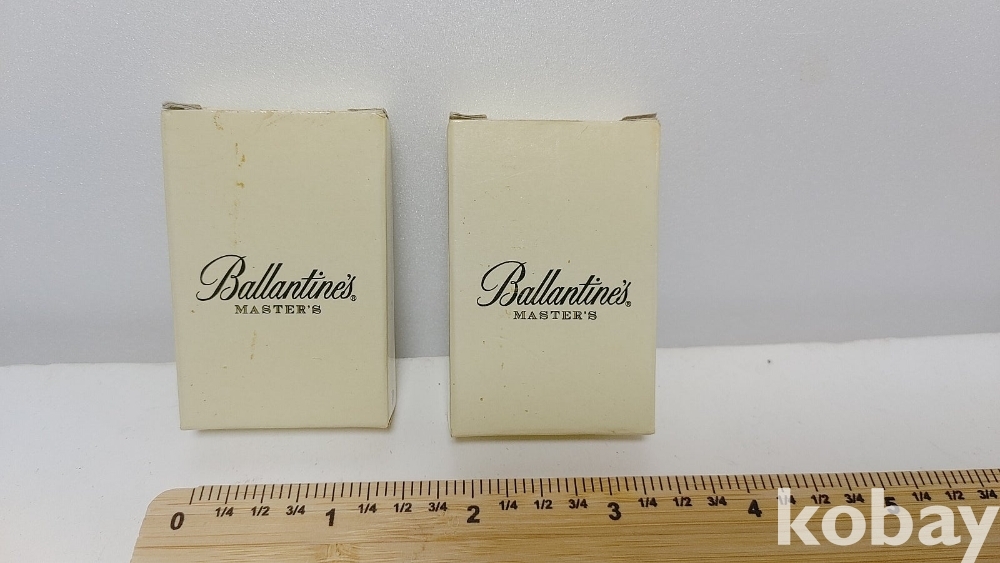 Ballantine's®
MASTER'S
Ballantine's®
MASTER'S
0 1/4 1/2 3/4 1 1/4 1/2 3/4 2 1/4 1/2 3/4 3 1/4 1/2 3/4 4 1/4 1/2 3/4 5 1/4 1/2 3/4
kobay